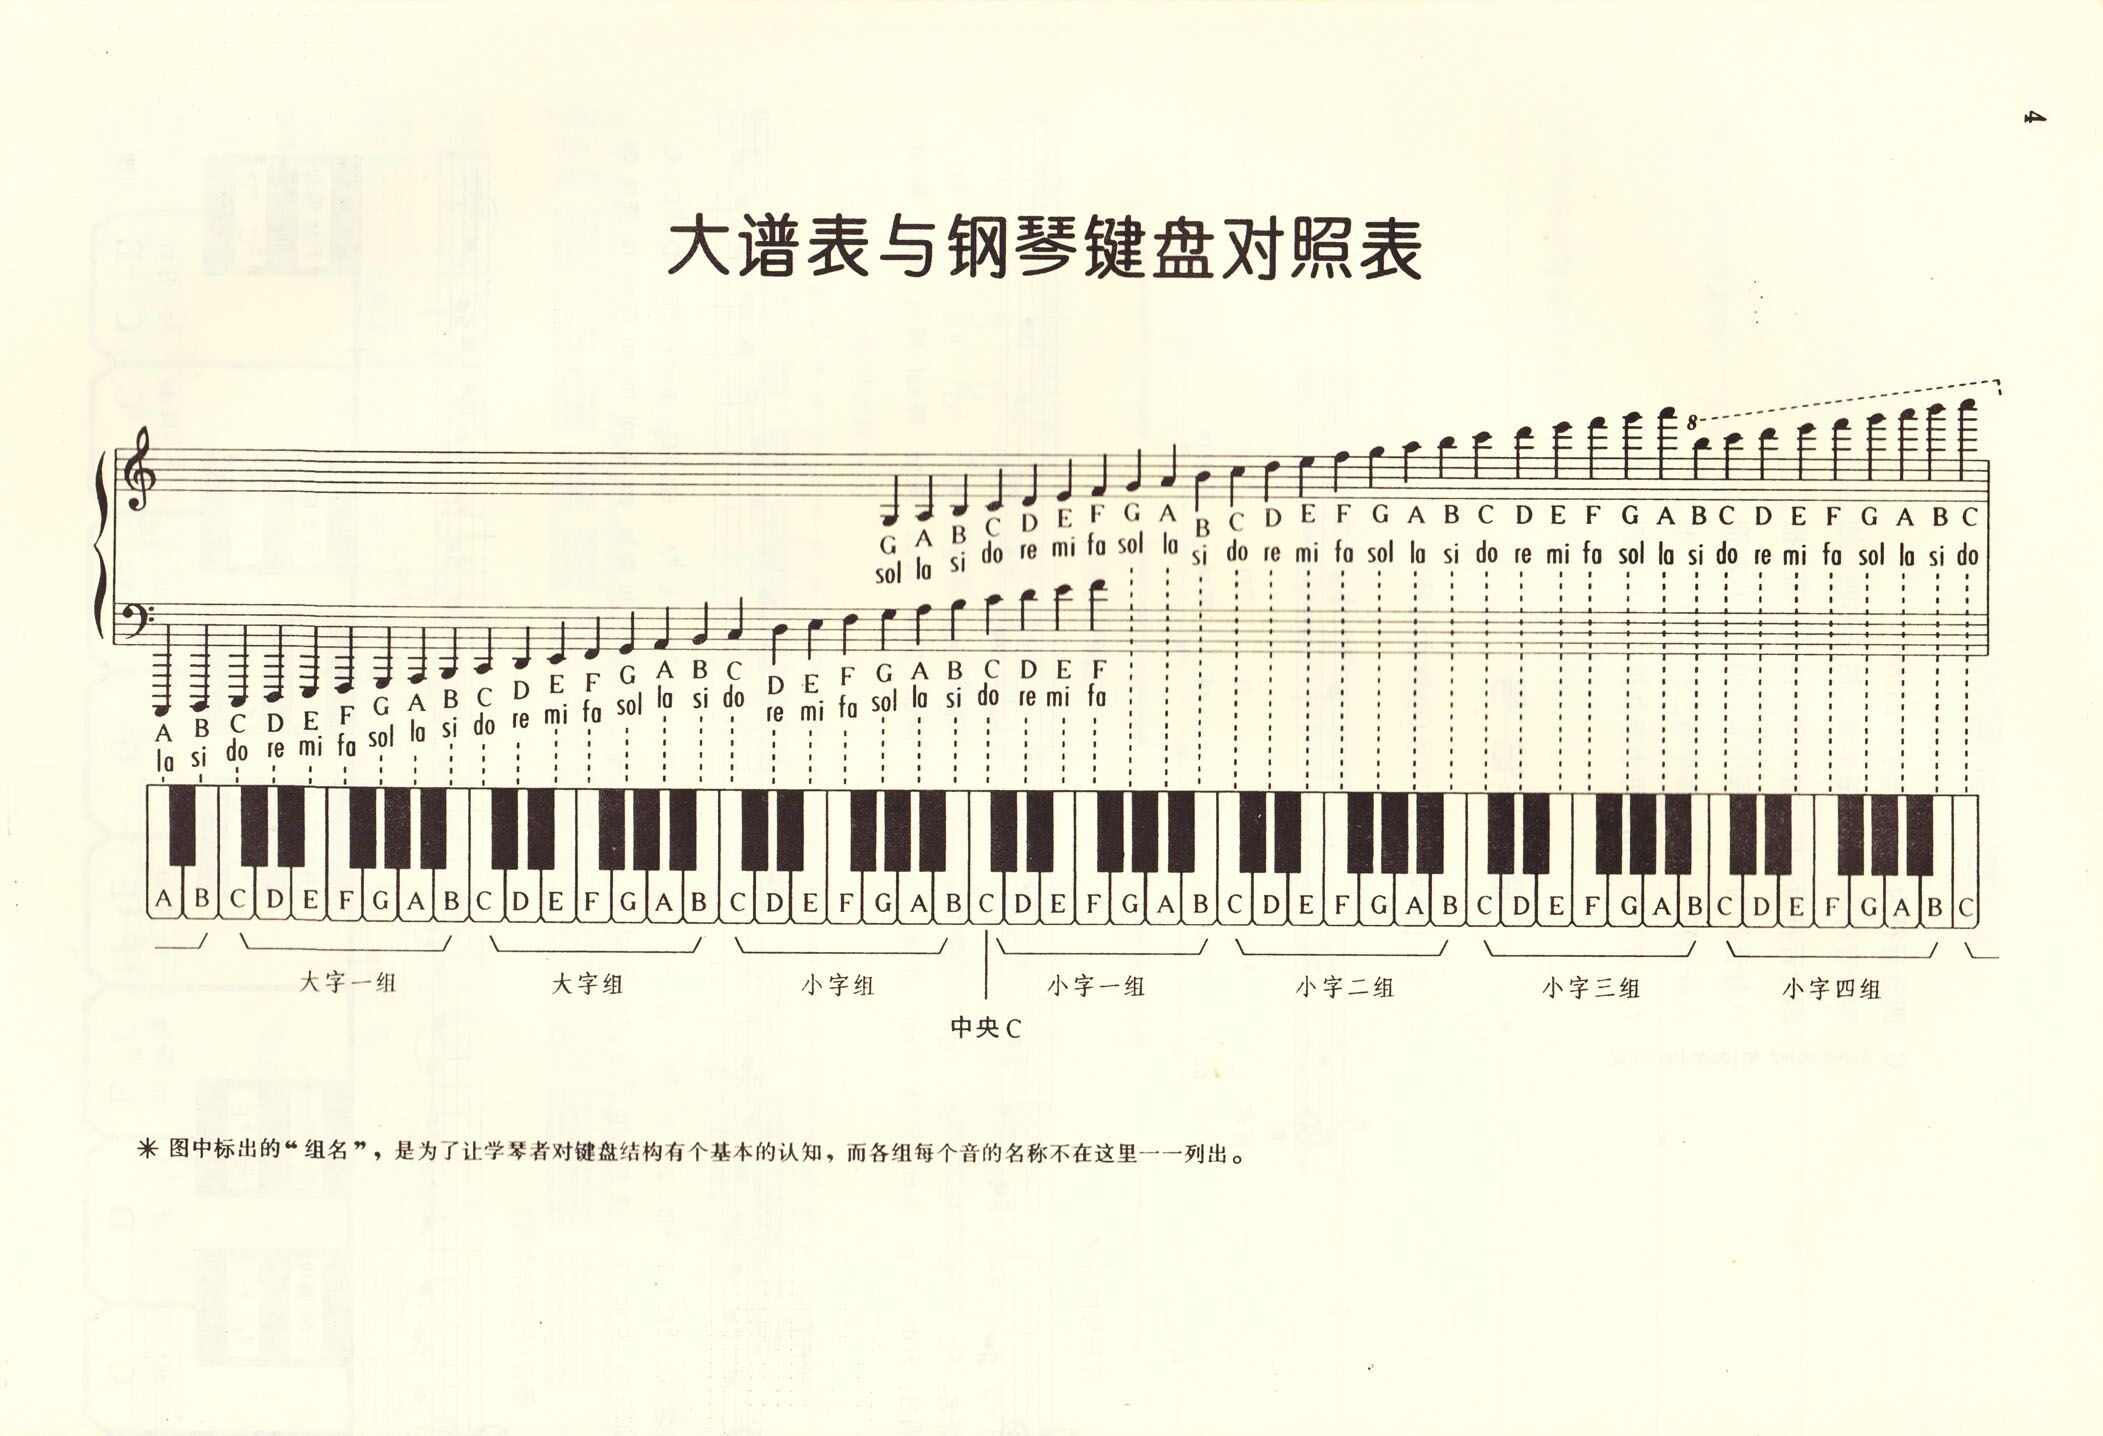 4
大谱表与钢琴键盘对照表
8
G A B C D E F G A B C D E F G A B C D E F G A B C D E F G A B C
sol la si do re mi fa sol la si do re mi fa sol la si do re mi fa sol la si do re mi fa sol la si do
A B C D E F G A B C D E F G A B C D E F G A B C D E F
la si do re mi fa sol la si do re mi fa sol la si do re mi fa sol la si do re mi fa
A B C D E F G A B C D E F G A B C D E F G A B C D E F G A B C D E F G A B C D E F G A B C D E F G A B C
大字一组 大字组 小字组 小字一组 小字二组 小字三组 小字四组
中央C
＊图中标出的“组名”，是为了让学琴者对键盘结构有个基本的认知，而各组每个音的名称不在这里一一列出。